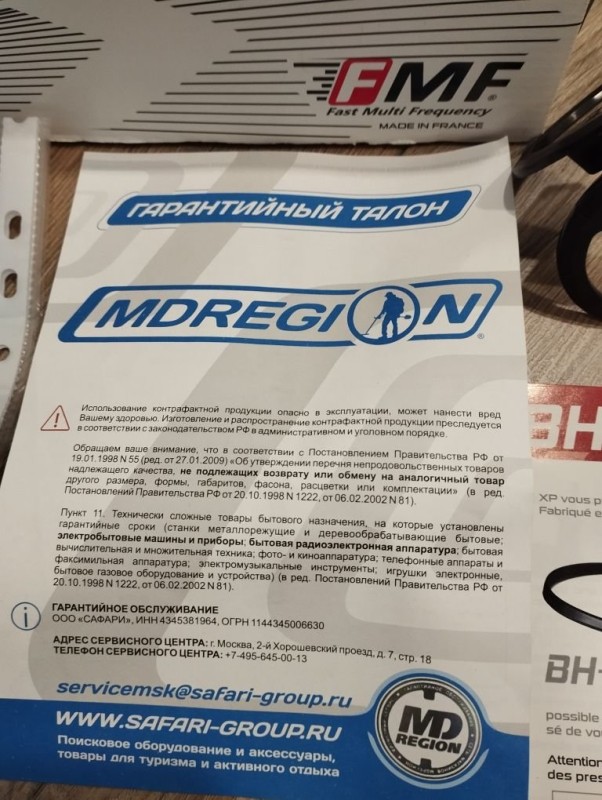 FMF®
Fast Multi Frequency
MADE IN FRANCE
ГАРАНТИЙНЫЙ ТАЛОН
MDREGION®
Использование контрафактной продукции опасно в эксплуатации, может нанести вред
Вашему здоровью. Изготовление и распространение контрафактной продукции преследуется
в соответствии с законодательством РФ в административном и уголовном порядке.
Обращаем ваше внимание, что в соответствии с Постановлением Правительства РФ от
19.01.1998 N 55 (ред. от 27.01.2009) «Об утверждении перечня непродовольственных товаров
надлежащего качества, не подлежащих возврату или обмену на аналогичный товар
другого размера, формы, габаритов, фасона, расцветки или комплектации» (в ред.
Постановлений Правительства РФ от 20.10.1998 N 1222, от 06.02.2002 N 81).
Пункт 11. Технически сложные товары бытового назначения, на которые установлены
гарантийные сроки (станки металлорежущие и деревообрабатывающие бытовые;
электробытовые машины и приборы; бытовая радиоэлектронная аппаратура; бытовая
вычислительная и множительная техника; фото- и киноаппаратура; телефонные аппараты и
факсимильная аппаратура; электромузыкальные инструменты; игрушки электронные,
бытовое газовое оборудование и устройства) (в ред. Постановлений Правительства РФ от
20.10.1998 N 1222, от 06.02.2002 N 81).
ГАРАНТИЙНОЕ ОБСЛУЖИВАНИЕ
ООО «САФАРИ», ИНН 4345381964, ОГРН 1144345006630
АДРЕС СЕРВИСНОГО ЦЕНТРА: г. Москва, 2-й Хорошевский проезд, д. 7, стр. 18
ТЕЛЕФОН СЕРВИСНОГО ЦЕНТРА: +7-495-645-00-13
servicemsk@safari-group.ru
WWW.SAFARI-GROUP.RU
Поисковое оборудование и аксессуары,
товары для туризма и активного отдыха
MD
REGION
BH
XP vous p
Fabriqué e
BH-
possible
sé de vo
Attention
des pres